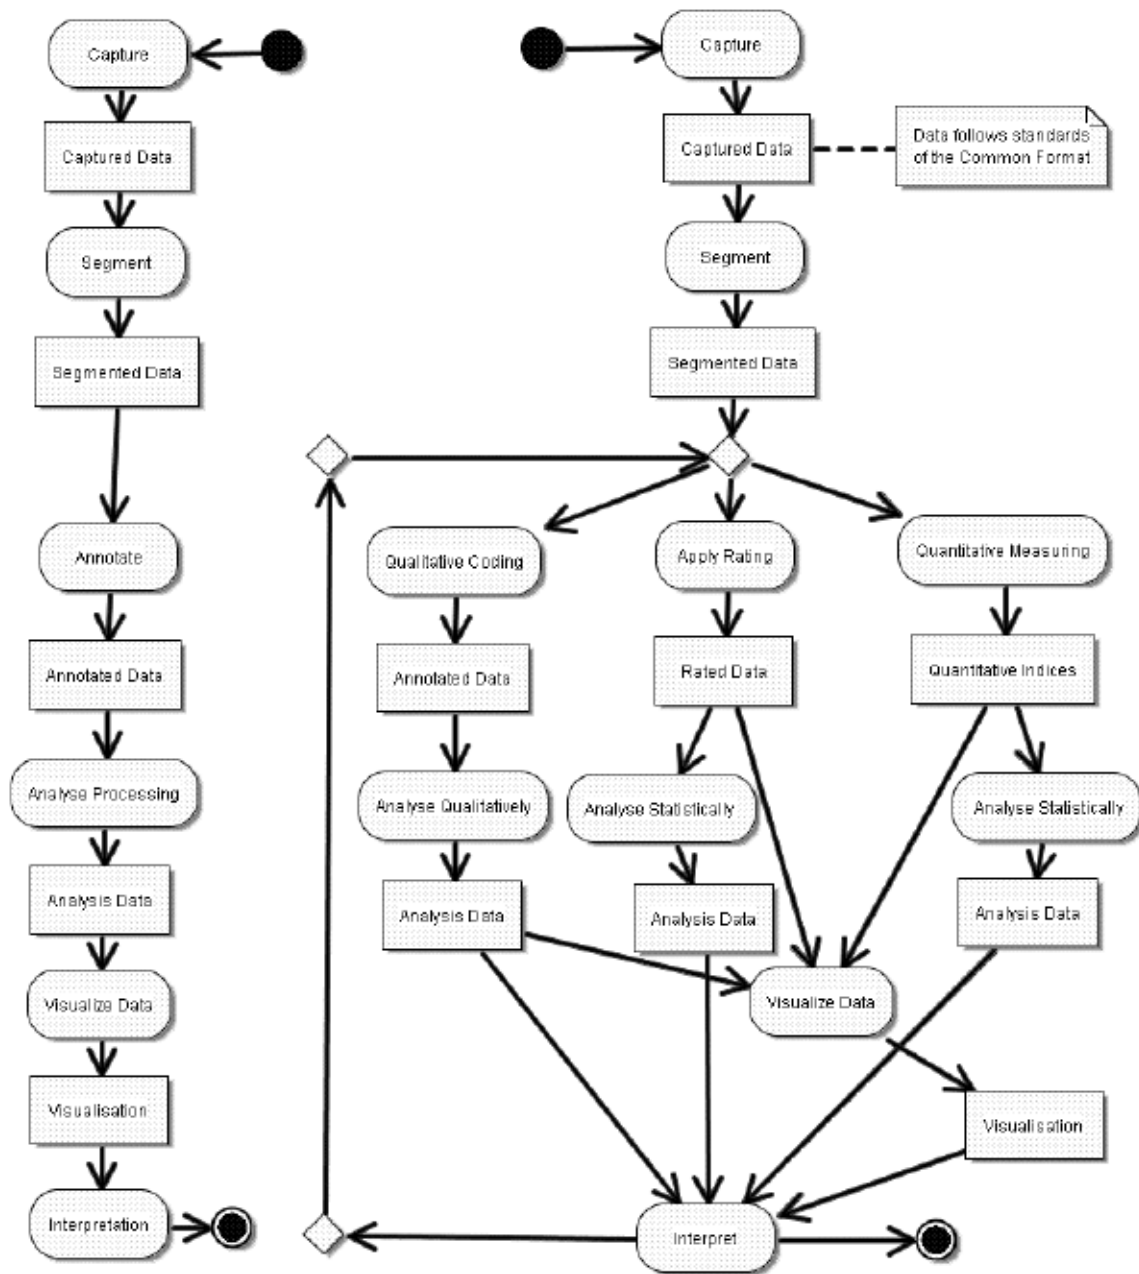 Capture
Captured Data
Segment
Segmented Data
Annotate
Annotated Data
Analyse Processing
Analysis Data
Visualize Data
Visualisation
Interpretation
Capture
Captured Data
Data follows standards
of the Common Format
Segment
Segmented Data
Qualitative Coding
Apply Rating
Quantitative Measuring
Annotated Data
Rated Data
Quantitative Indices
Analyse Qualitatively
Analyse Statistically
Analyse Statistically
Analysis Data
Analysis Data
Analysis Data
Visualize Data
Visualisation
Interpret